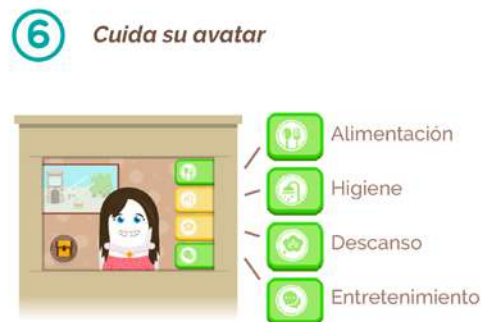 6
Cuida su avatar
Alimentación
Higiene
Descanso
Entretenimiento